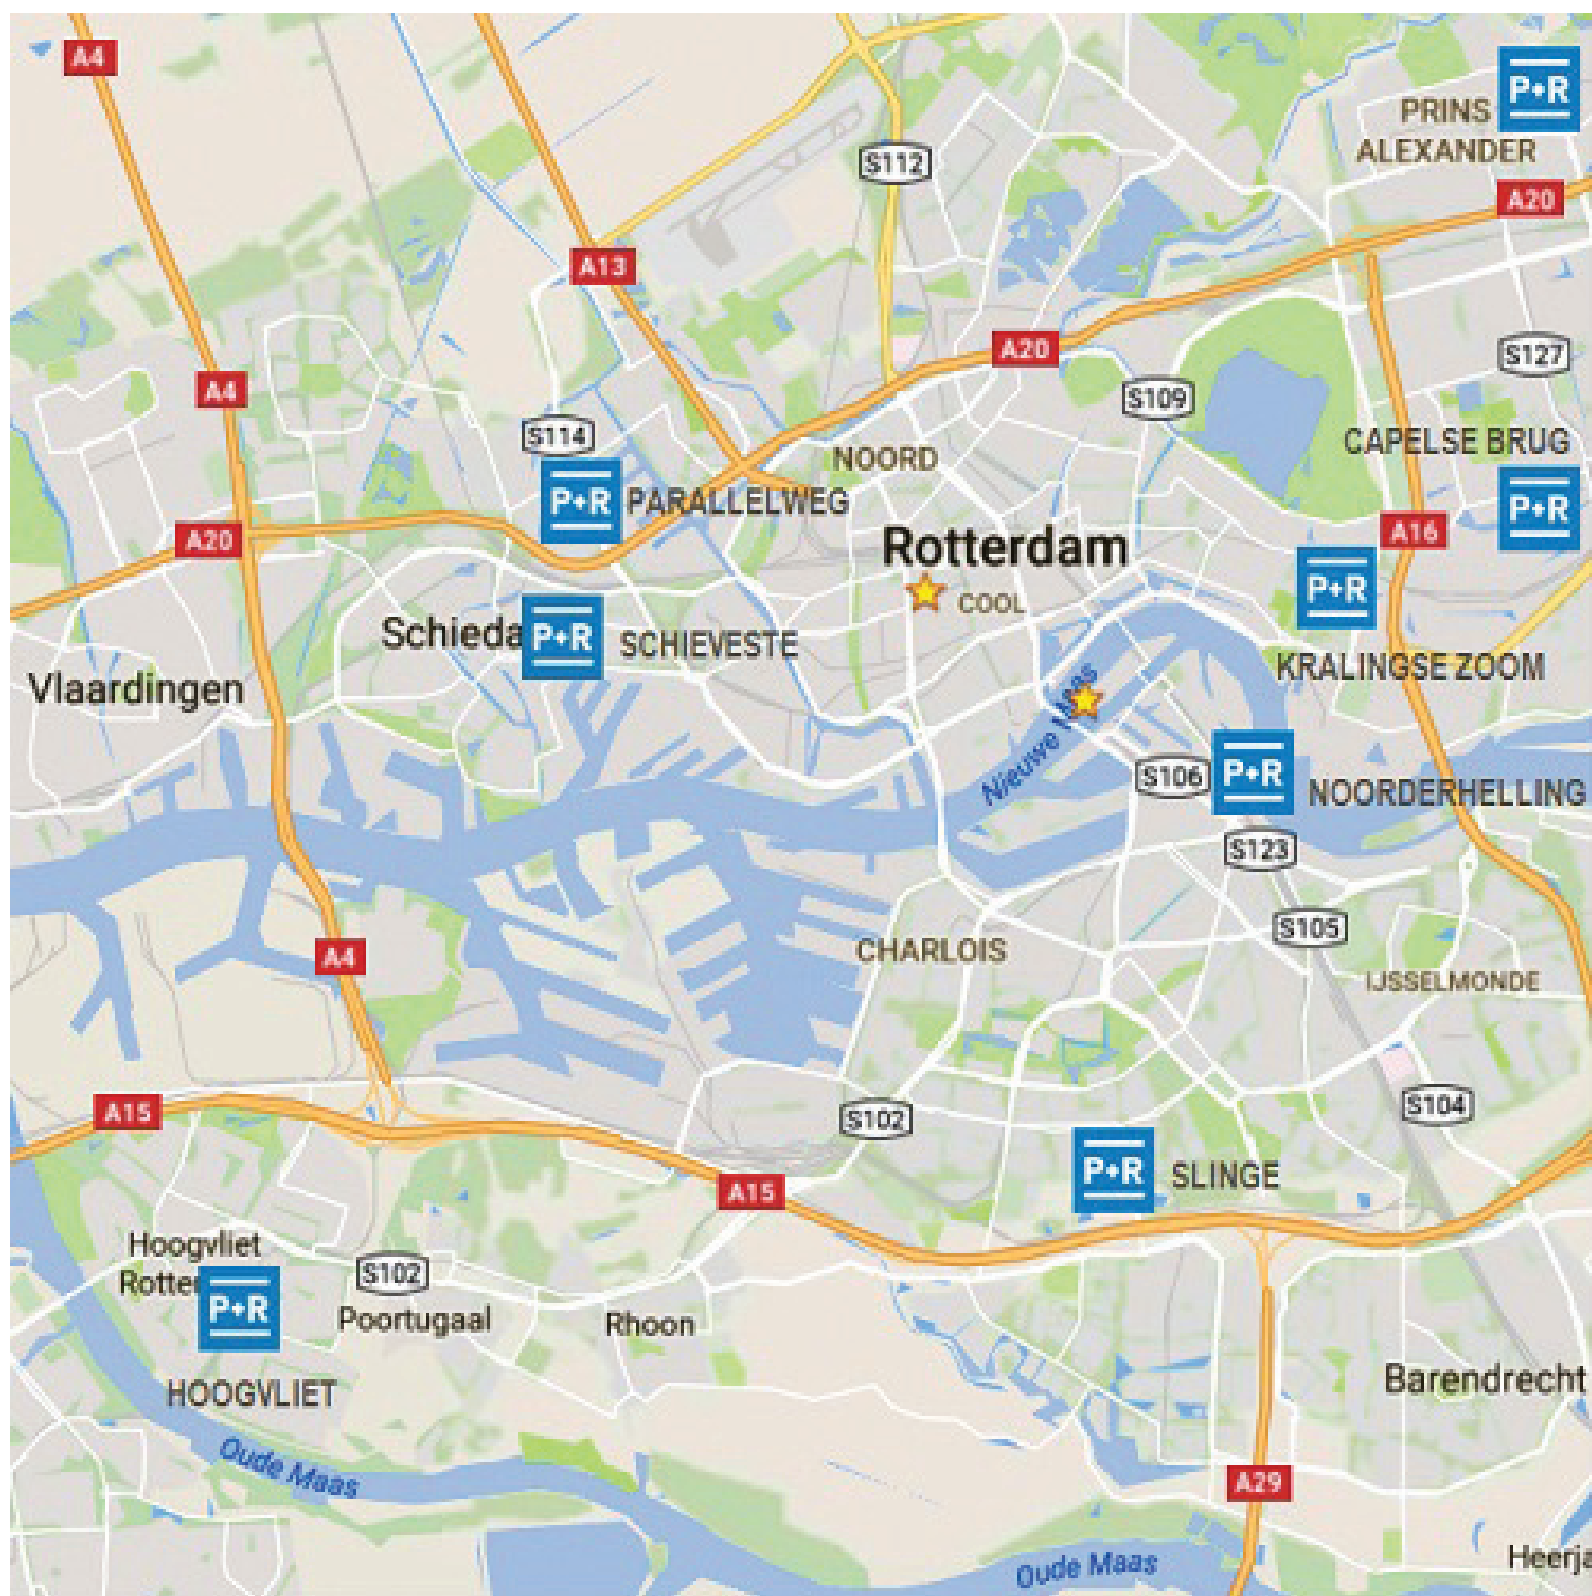 A4
P+R
PRINS
ALEXANDER
S112
A20
A13
A20
S127
A4
S109
S114
NOORD
CAPELSE BRUG
P+R
PARALLELWEG
P+R
A20
Rotterdam
A16
P+R
COOL
Schieda
P+R
SCHIEVESTE
KRALINGSE ZOOM
Vlaardingen
Nieuwe Maas
S106
P+R
NOORDERHELLING
S123
S105
A4
CHARLOIS
IJSSELMONDE
A15
S102
S104
P+R
SLINGE
A15
Hoogvliet
Rotter
P+R
S102
Poortugaal
Rhoon
HOOGVLIET
Barendrecht
Oude Maas
A29
Oude Maas
Heerja